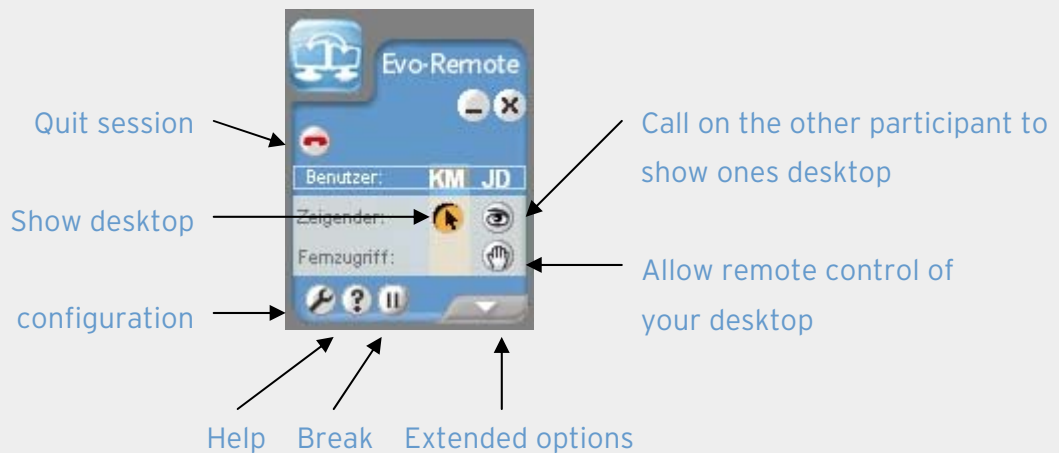 Evo-Remote
Quit session
Call on the other participant to
show ones desktop
Benutzer: KM JD
Show desktop
Zeigender:
Fernzugriff:
Allow remote control of
your desktop
configuration
Help Break Extended options